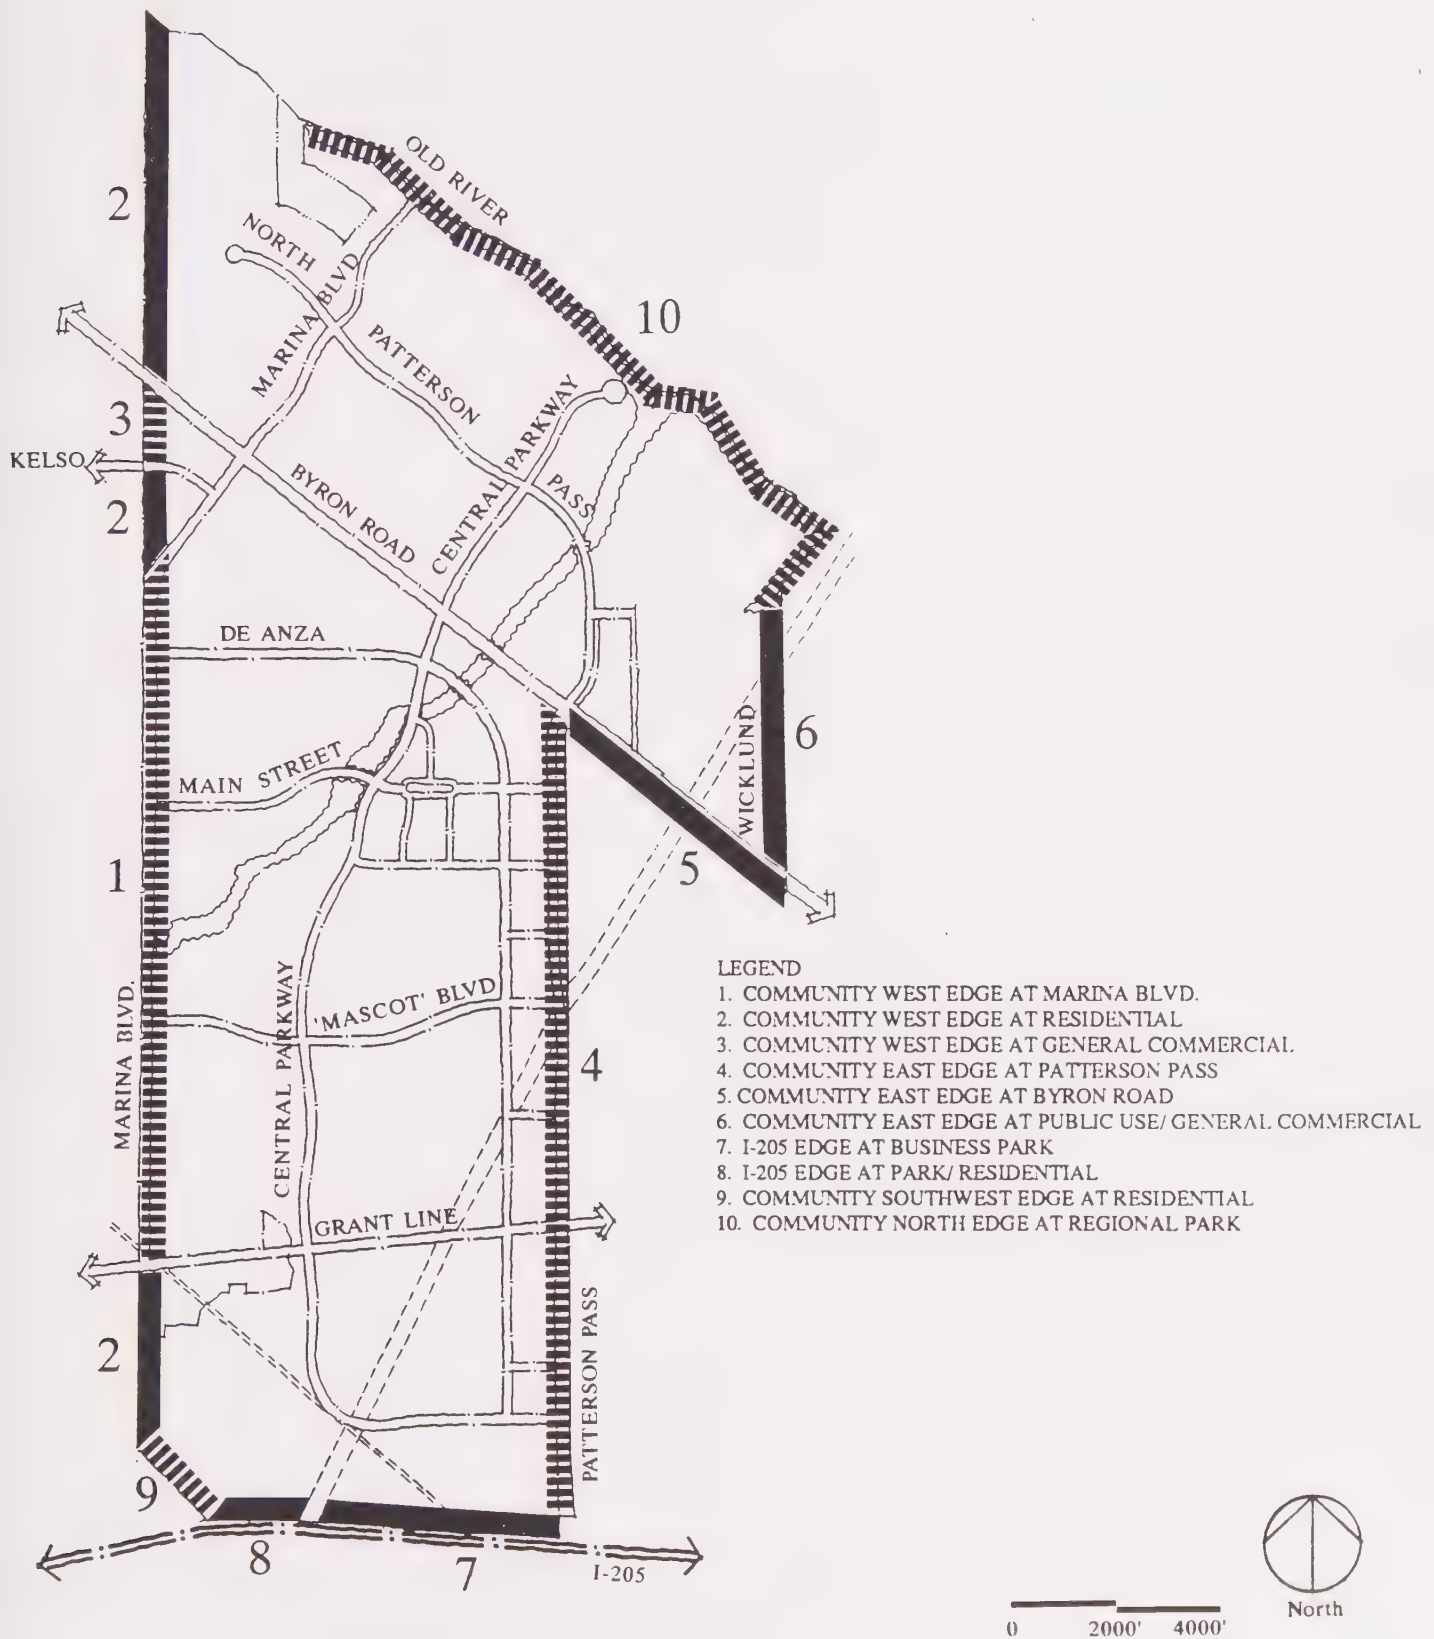 OLD RIVER
2
NORTH
MARINA BLVD
10
PATTERSON
3
CENTRAL PARKWAY
KELSO
BYRON ROAD
PASS
2
DE ANZA
WICKLUND
6
MAIN STREET
1
5
LEGEND
1. COMMUNITY WEST EDGE AT MARINA BLVD.
2. COMMUNITY WEST EDGE AT RESIDENTIAL
3. COMMUNITY WEST EDGE AT GENERAL COMMERCIAL
4. COMMUNITY EAST EDGE AT PATTERSON PASS
5. COMMUNITY EAST EDGE AT BYRON ROAD
6. COMMUNITY EAST EDGE AT PUBLIC USE/ GENERAL COMMERCIAL
7. I-205 EDGE AT BUSINESS PARK
8. I-205 EDGE AT PARK/ RESIDENTIAL
9. COMMUNITY SOUTHWEST EDGE AT RESIDENTIAL
10. COMMUNITY NORTH EDGE AT REGIONAL PARK
MARINA BLVD.
CENTRAL PARKWAY
'MASCOT' BLVD
4
GRANT LINE
2
PATTERSON PASS
9
8
7
I-205
North
0 2000' 4000'